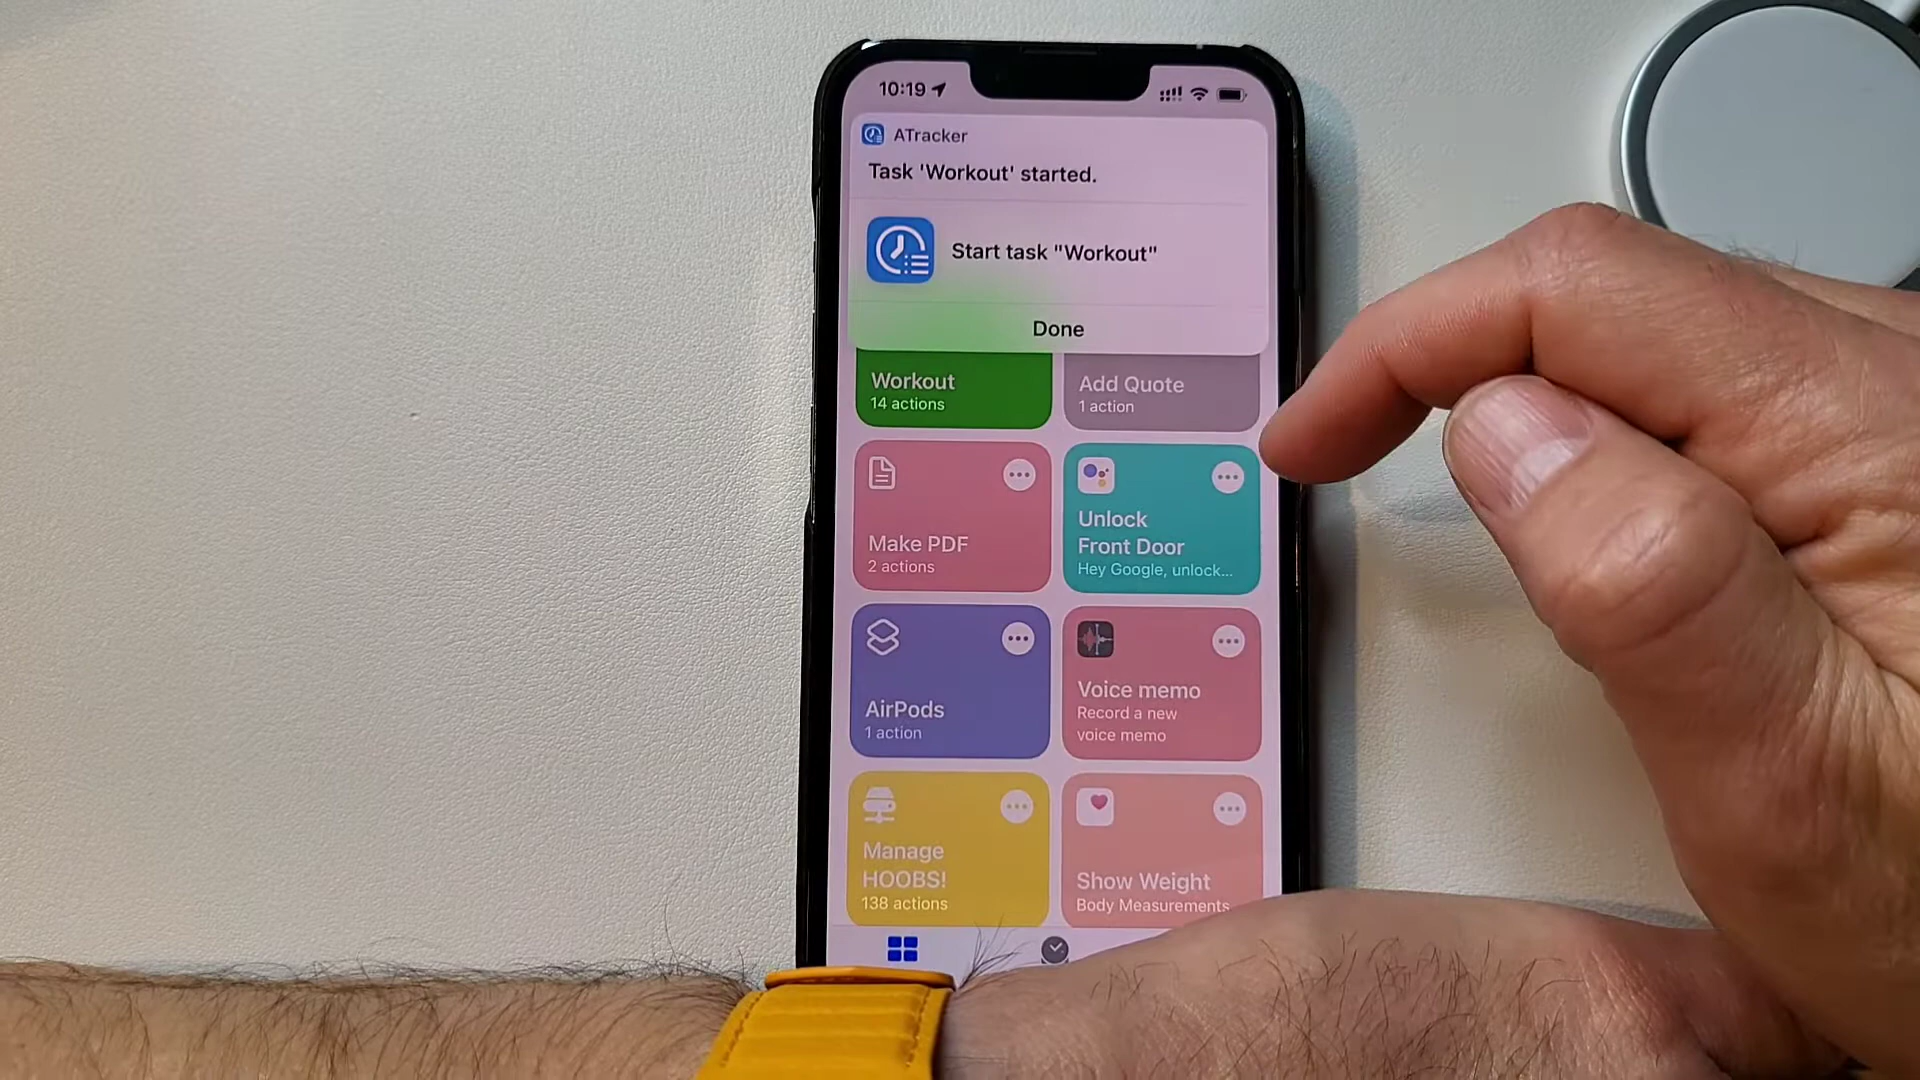 10:19
ATracker
Task 'Workout' started.
Start task "Workout"
Done
Workout
14 actions
Add Quote
1 action
Make PDF
2 actions
Unlock
Front Door
Hey Google, unlock...
AirPods
1 action
Voice memo
Record a new
voice memo
Manage
HOOBS!
138 actions
Show Weight
Body Measurements